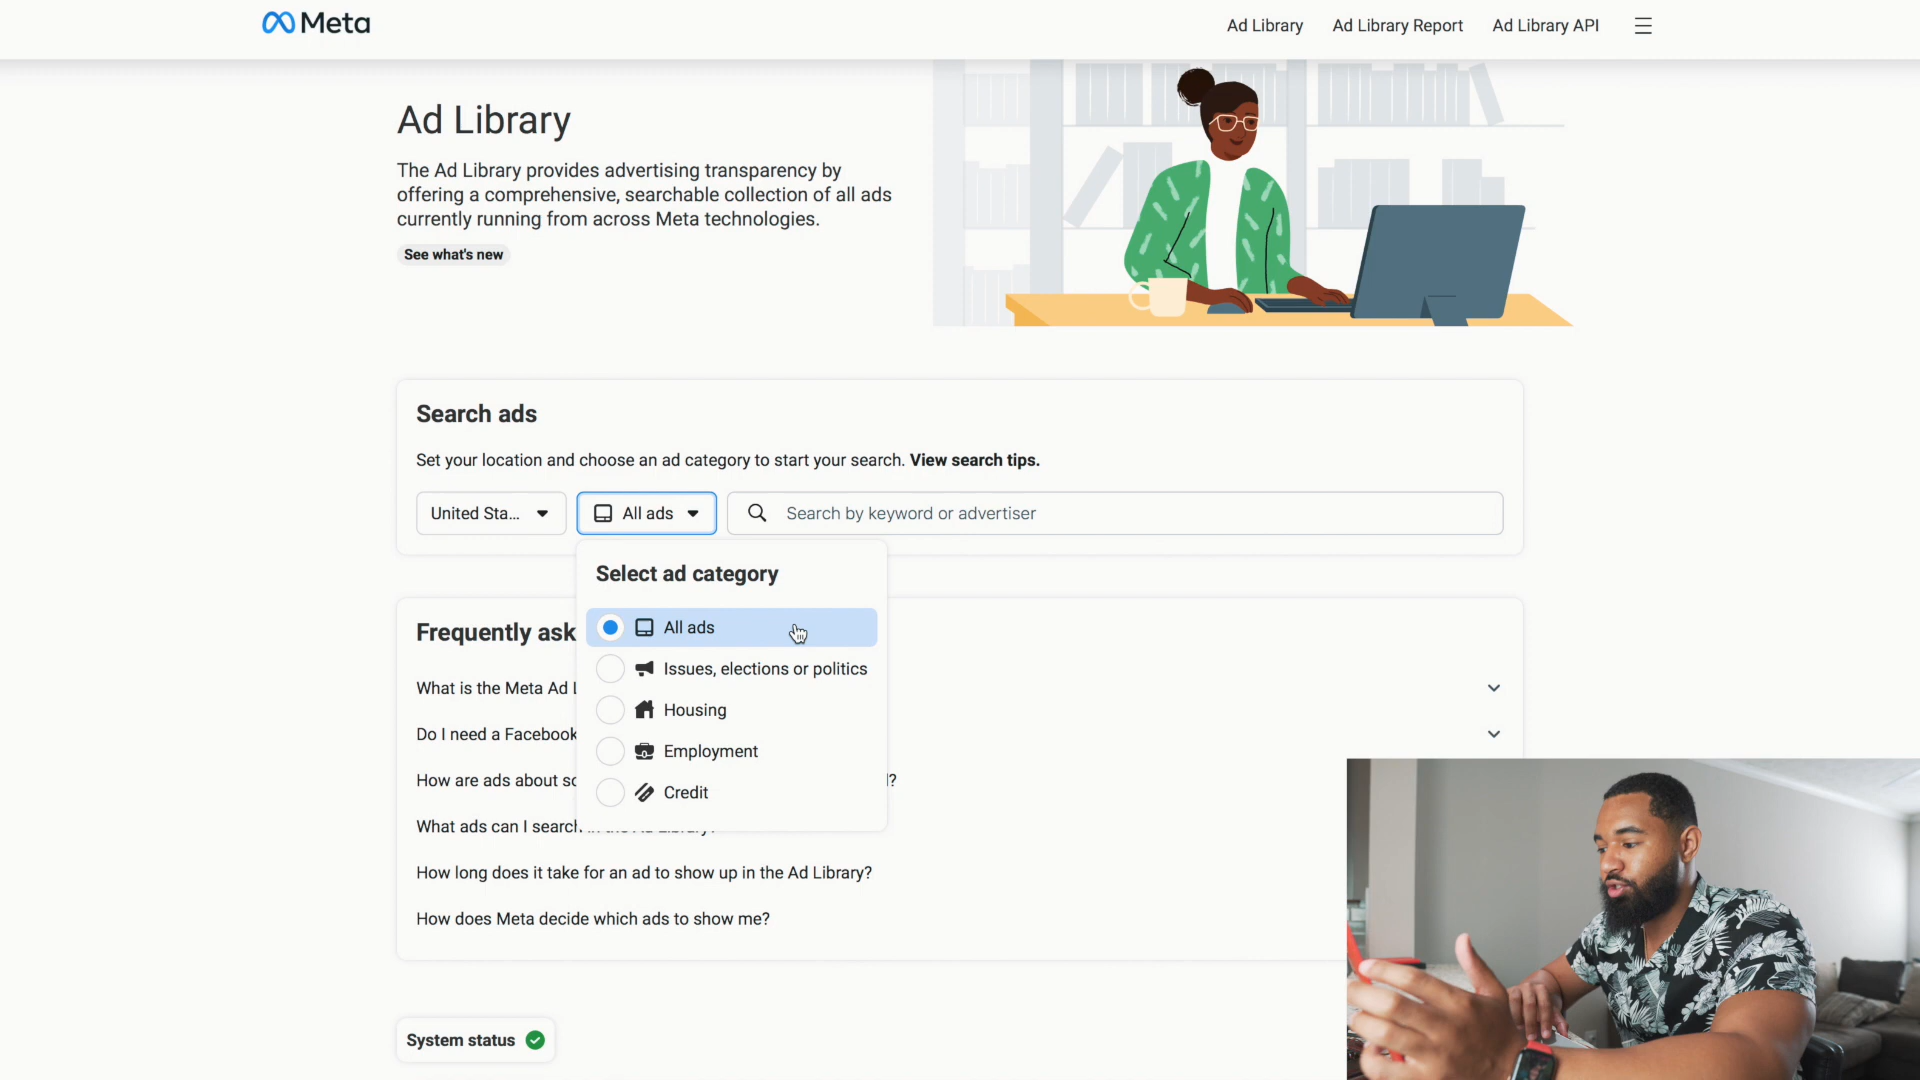 Meta
Ad Library
Ad Library Report
Ad Library API
Ad Library
The Ad Library provides advertising transparency by
offering a comprehensive, searchable collection of all ads
currently running from across Meta technologies.
See what's new
Search ads
Set your location and choose an ad category to start your search. View search tips.
United Sta...
All ads
Search by keyword or advertiser
Select ad category
All ads
Issues, elections or politics
Housing
Employment
Credit
Frequently ask
What is the Meta Ad
Do I need a Facebook
How are ads about ?
What ads can I search
How long does it take for an ad to show up in the Ad Library?
How does Meta decide which ads to show me?
System status